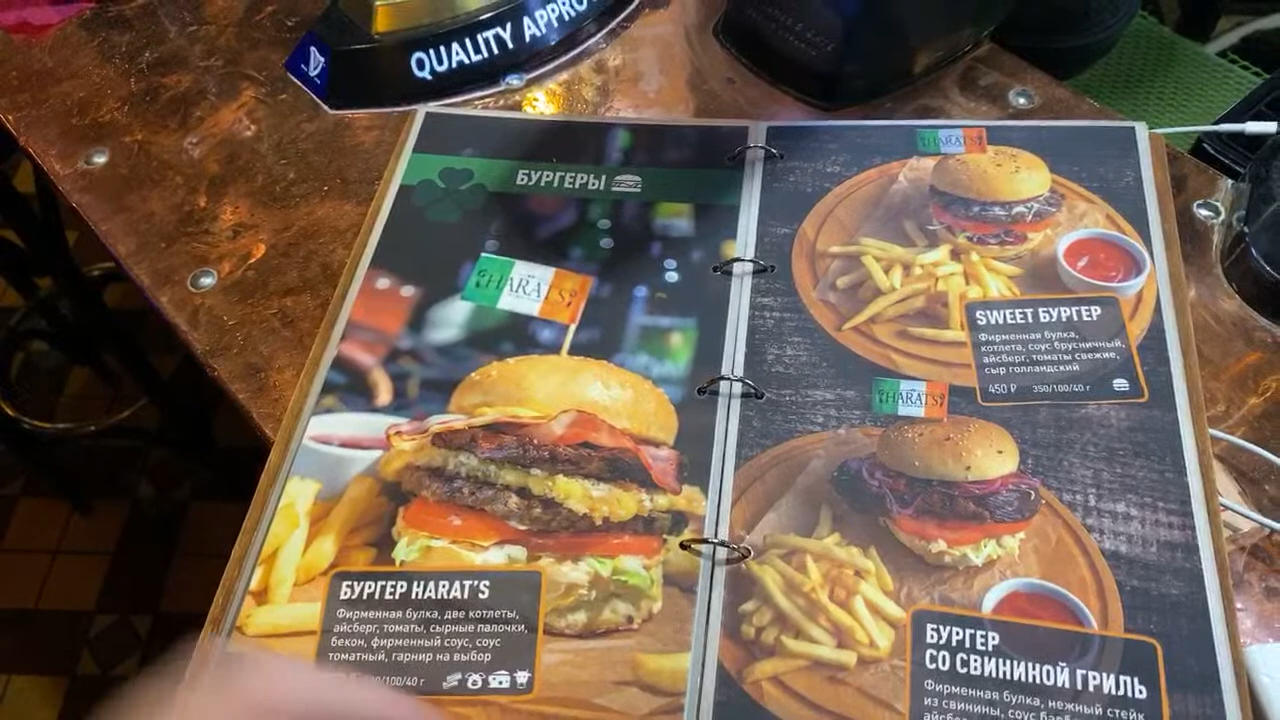 QUALITY
БУРГЕРЫ
HARAT'S
БУРГЕР HARAT'S
Фирменная булка, две котлеты,
айсберг, томаты, сырные палочки,
бекон, фирменный соус, соус
томатный, гарнир на выбор
/100/40 г
HARAT'S
SWEET БУРГЕР
Фирменная булка,
котлета, соус брусничный,
айсберг, томаты свежие,
сыр голландский
450 ₽ 350/100/40 г
HARAT'S
БУРГЕР
СО СВИНИНОЙ ГРИЛЬ
Фирменная булка, нежный стейк
из свинины, соус